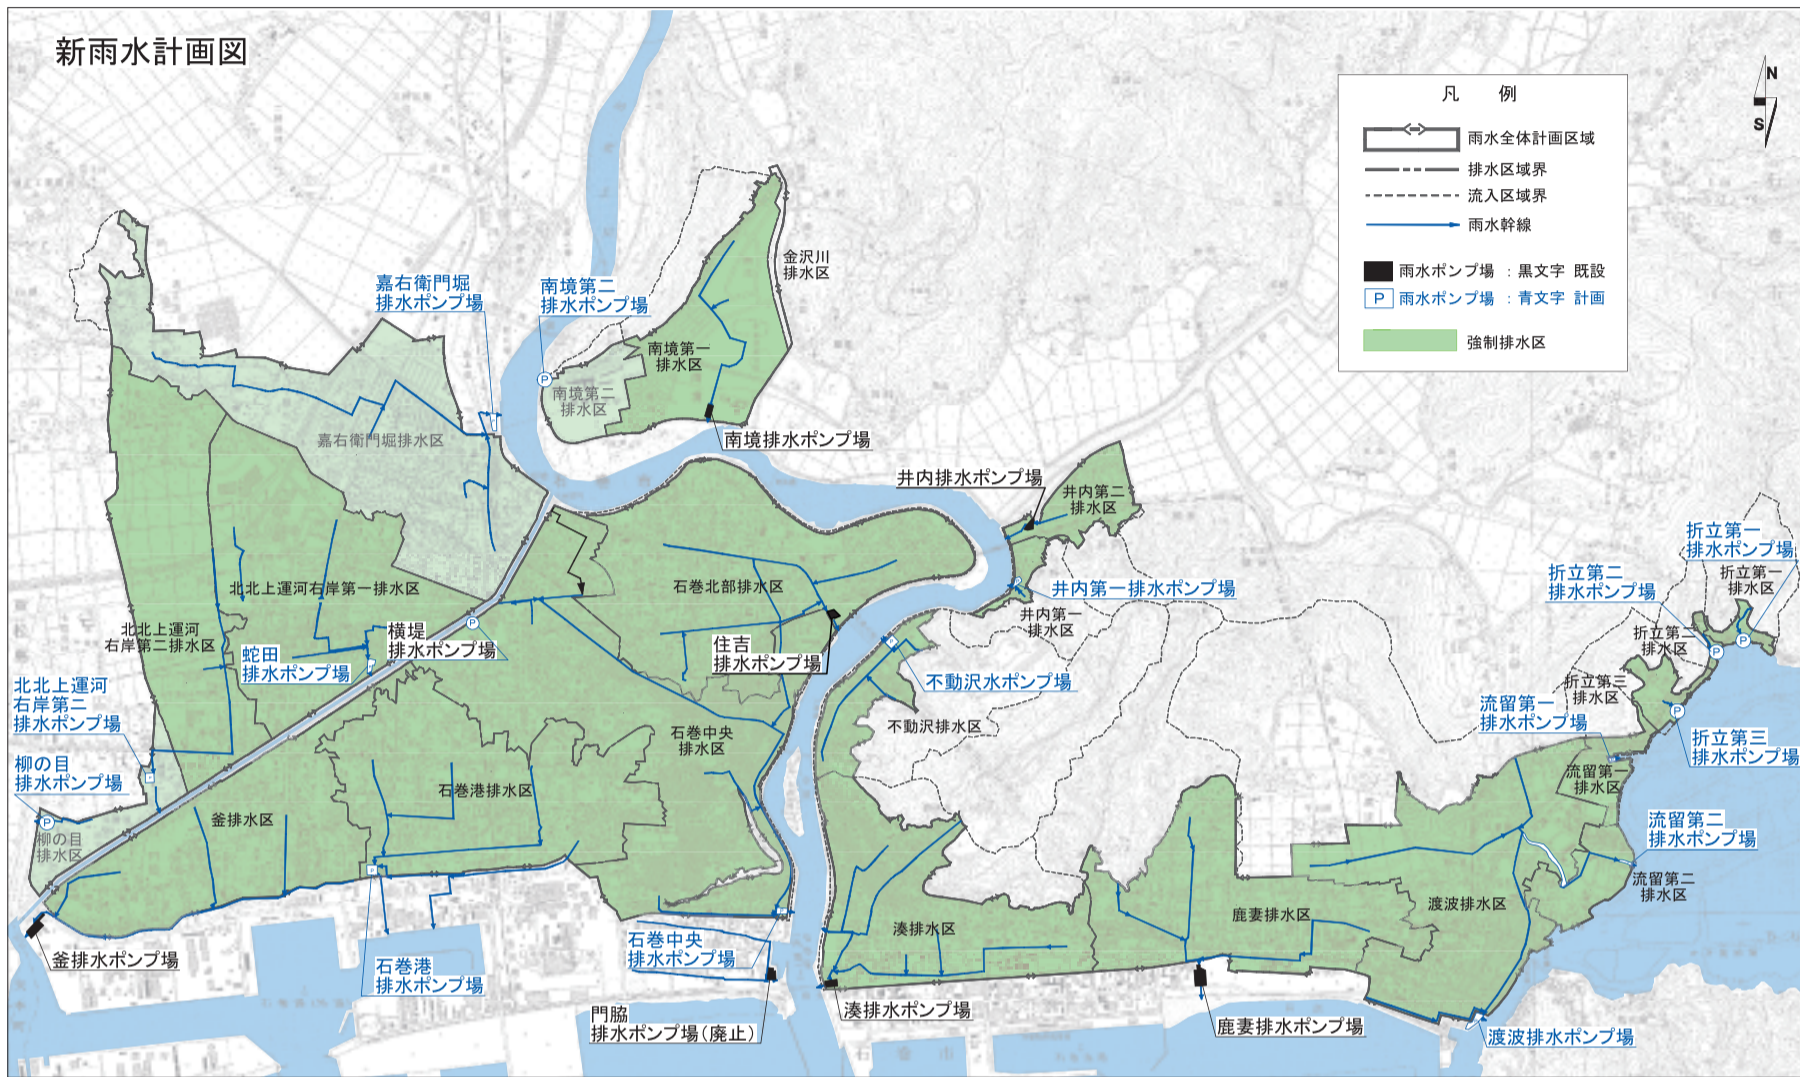 新雨水計画図
凡　例
雨水全体計画区域
排水区域界
流入区域界
雨水幹線
雨水ポンプ場 ：黒文字 既設
P 雨水ポンプ場 ：青文字 計画
強制排水区
N
S
金沢川
排水区
嘉右衛門堀
排水ポンプ場
南境第二
排水ポンプ場
P
南境第一
排水区
南境第二
排水区
嘉右衛門堀排水区
南境排水ポンプ場
井内排水ポンプ場
井内第二
排水区
折立第一
排水ポンプ場
折立第二
排水ポンプ場
折立第一
排水区
北北上運河右岸第一排水区
石巻北部排水区
井内第一排水ポンプ場
井内第一
排水区
北北上運河
右岸第二排水区
横堤
排水ポンプ場
P
蛇田
排水ポンプ場
住吉
排水ポンプ場
折立第二
排水区
P
P
不動沢水ポンプ場
北北上運河
右岸第二
排水ポンプ場
折立第三
排水区
流留第一
排水ポンプ場
P
折立第三
排水ポンプ場
石巻中央
排水区
不動沢排水区
柳の目
排水ポンプ場
P
流留第一
排水区
石巻港排水区
釜排水区
柳の目
排水区
流留第二
排水ポンプ場
流留第二
排水区
渡波排水区
鹿妻排水区
湊排水区
釜排水ポンプ場
石巻港
排水ポンプ場
石巻中央
排水ポンプ場
門脇
排水ポンプ場（廃止）
湊排水ポンプ場
鹿妻排水ポンプ場
渡波排水ポンプ場